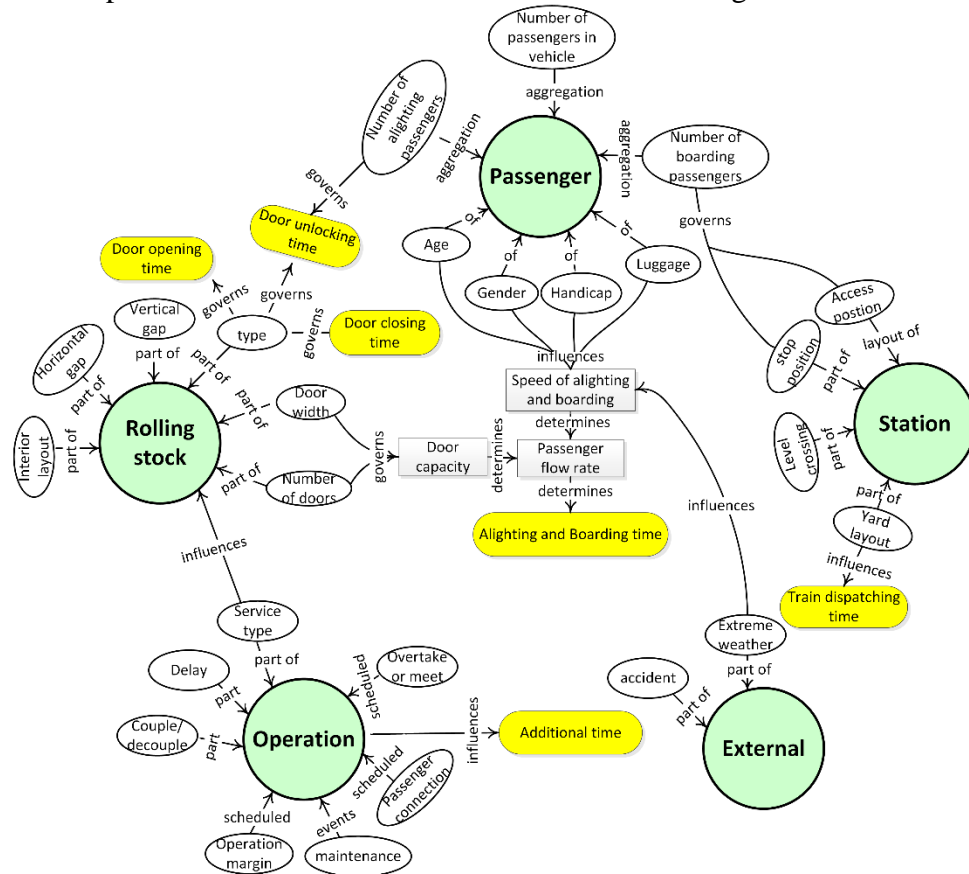 Number of
passengers in
vehicle
aggregation
Number of
alighting
passengers
aggregation
governs
Passenger
aggregation
Number of
boarding
passengers
governs
Door unlocking
time
Door opening
time
of
Age
of
Gender
of
Handicap
of
Luggage
Access
postion
layout of
stop
position
part of
Vertical
gap
governs
governs
type
governs
Door closing
time
part of
Horizontal
gap
part of
part of
influences
Speed of alighting
and boarding
determines
Rolling
stock
Interior
layout
part of
part of
Door
width
governs
Door
capacity
determines
Passenger
flow rate
determines
Alighting and Boarding time
part of
Number
of doors
Station
Level
crossing
part of
part of
Yard
layout
influences
Train dispatching
time
influences
influences
Service
type
part of
Delay
part
Overtake
or meet
scheduled
Couple/
decouple
part
Operation
influences
Additional time
Extreme
weather
part of
accident
part of
External
scheduled
Passenger
connection
scheduled
Operation
margin
events
maintenance